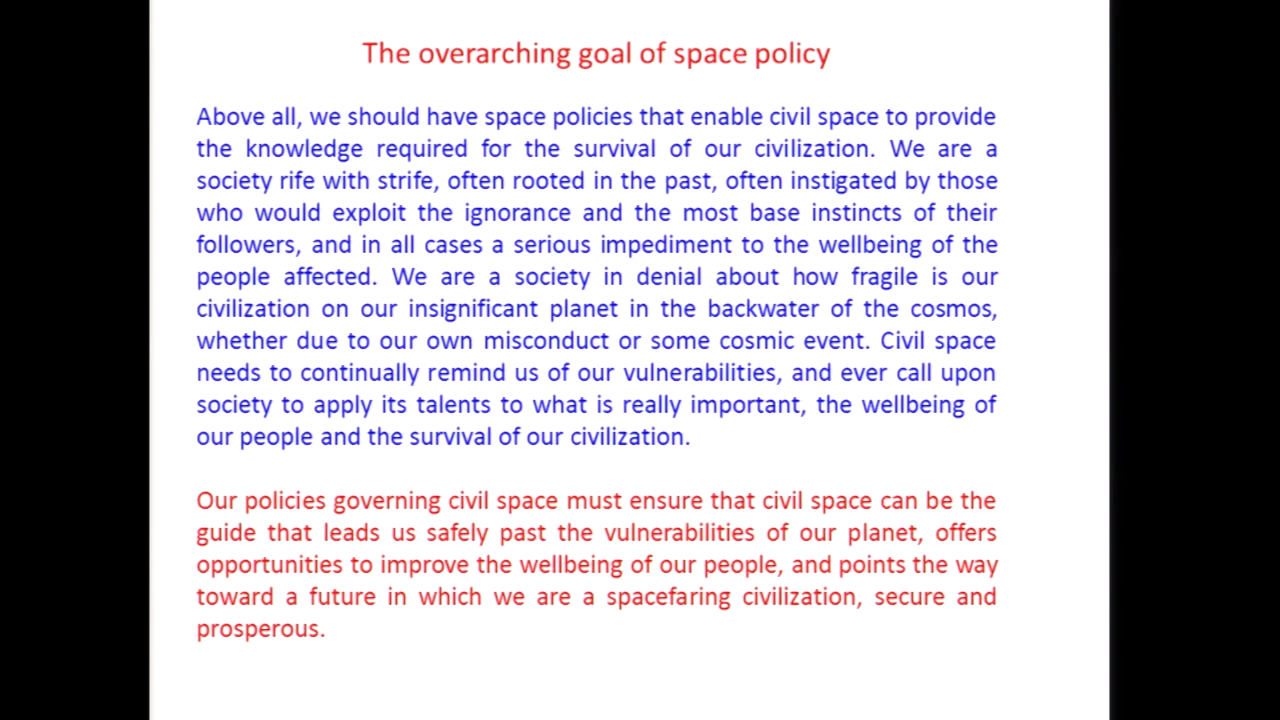 The overarching goal of space policy
Above all, we should have space policies that enable civil space to provide
the knowledge required for the survival of our civilization. We are a
society rife with strife, often rooted in the past, often instigated by those
who would exploit the ignorance and the most base instincts of their
followers, and in all cases a serious impediment to the wellbeing of the
people affected. We are a society in denial about how fragile is our
civilization on our insignificant planet in the backwater of the cosmos,
whether due to our own misconduct or some cosmic event. Civil space
needs to continually remind us of our vulnerabilities, and ever call upon
society to apply its talents to what is really important, the wellbeing of
our people and the survival of our civilization.
Our policies governing civil space must ensure that civil space can be the
guide that leads us safely past the vulnerabilities of our planet, offers
opportunities to improve the wellbeing of our people, and points the way
toward a future in which we are a spacefaring civilization, secure and
prosperous.